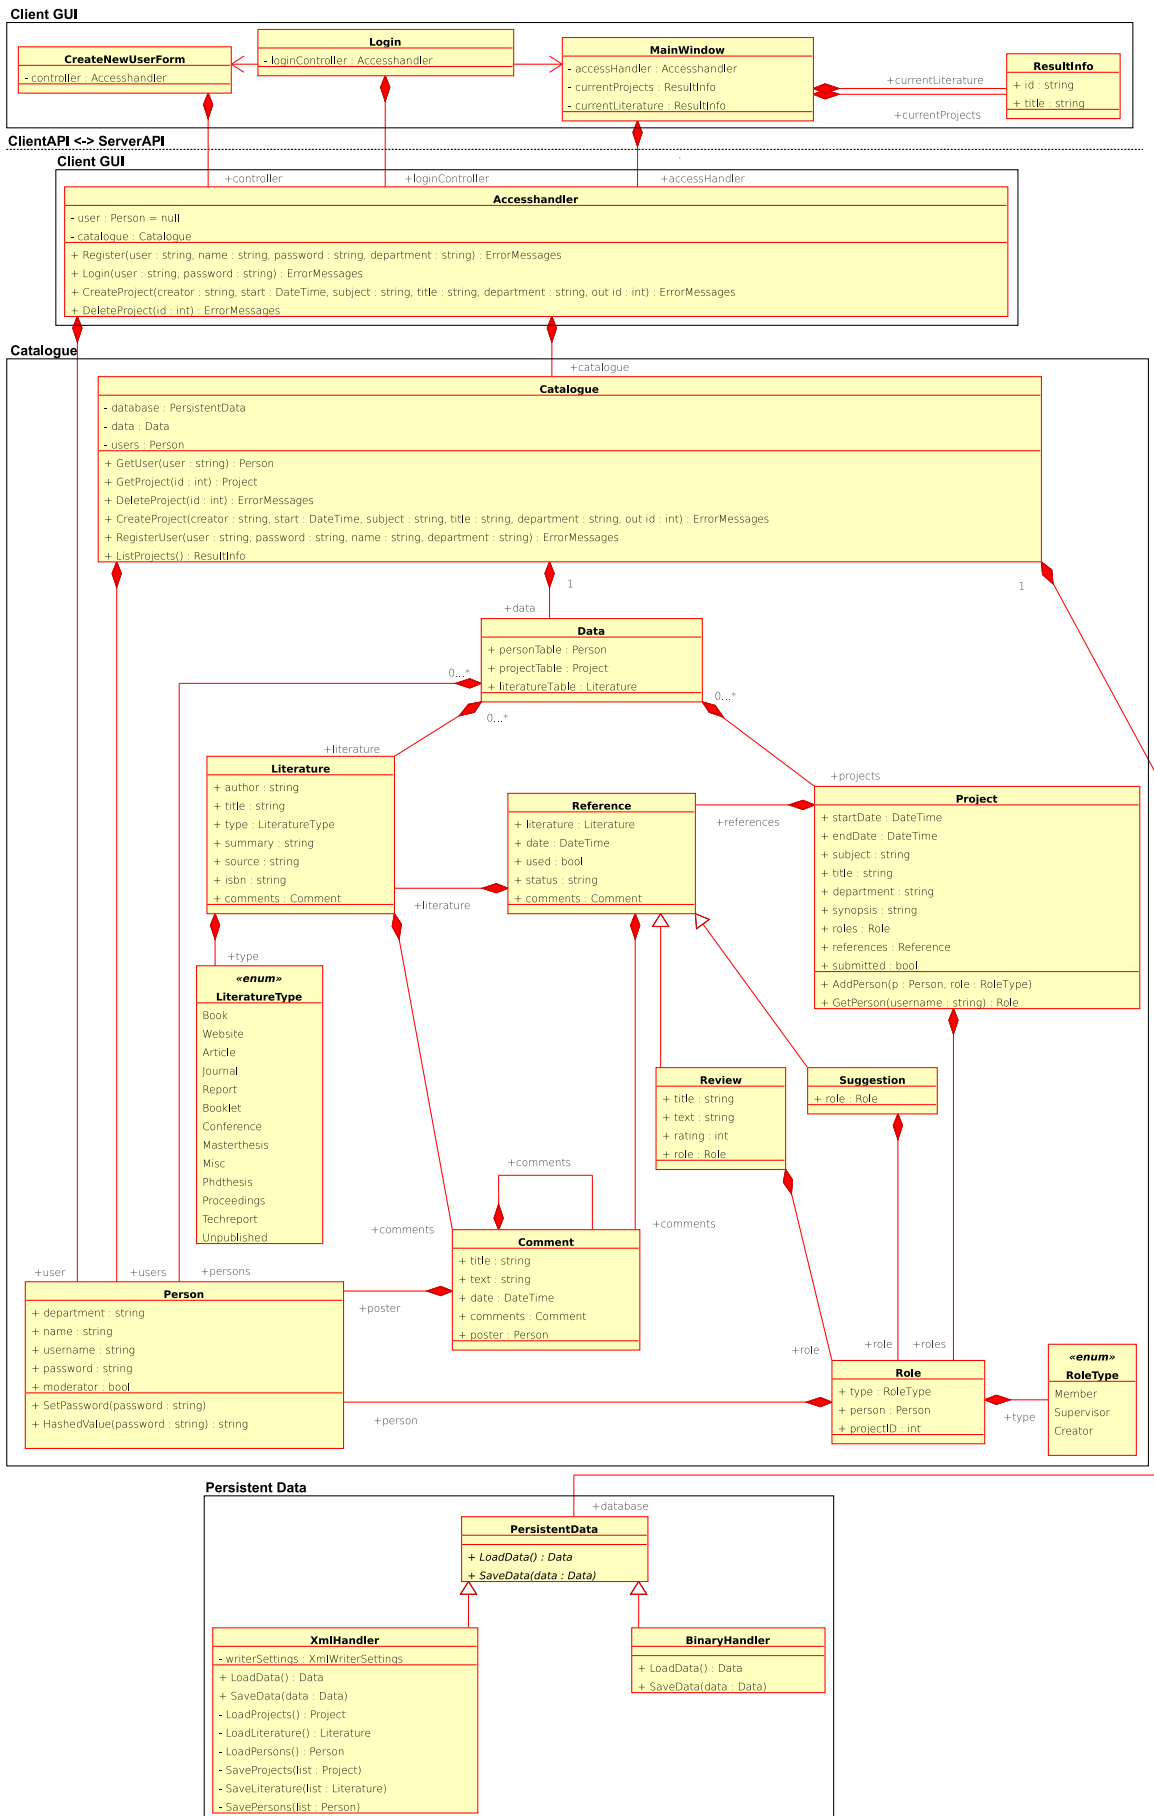 Client GUI
CreateNewUserForm
- controller : Accesshandler
Login
- loginController : Accesshandler
MainWindow
- accessHandler : Accesshandler
- currentProjects : ResultInfo
- currentLiterature : ResultInfo
+currentLiterature
+currentProjects
ResultInfo
+ id : string
+ title : string
ClientAPI <-> ServerAPI
Client GUI
+controller
+loginController
+accessHandler
Accesshandler
- user : Person = null
- catalogue : Catalogue
+ Register(user : string, name : string, password : string, department : string) : ErrorMessages
+ Login(user : string, password : string) : ErrorMessages
+ CreateProject(creator : string, start : DateTime, subject : string, title : string, department : string, out id : int) : ErrorMessages
+ DeleteProject(id : int) : ErrorMessages
Catalogue
+catalogue
Catalogue
- database : PersistentData
- data : Data
- users : Person
+ GetUser(user : string) : Person
+ GetProject(id : int) : Project
+ DeleteProject(id : int) : ErrorMessages
+ CreateProject(creator : string, start : DateTime, subject : string, title : string, department : string, out id : int) : ErrorMessages
+ RegisterUser(user : string, password : string, name : string, department : string) : ErrorMessages
+ ListProjects() : ResultInfo
1
1
+data
Data
+ personTable : Person
+ projectTable : Project
+ literatureTable : Literature
0...*
0...*
0...*
+literature
+projects
Literature
+ author : string
+ title : string
+ type : LiteratureType
+ summary : string
+ source : string
+ isbn : string
+ comments : Comment
Reference
+ literature : Literature
+ date : DateTime
+ used : bool
+ status : string
+ comments : Comment
+references
+literature
Project
+ startDate : DateTime
+ endDate : DateTime
+ subject : string
+ title : string
+ department : string
+ synopsis : string
+ roles : Role
+ references : Reference
+ submitted : bool
+ AddPerson(p : Person, role : RoleType)
+ GetPerson(username : string) : Role
+type
«enum»
LiteratureType
Book
Website
Article
Journal
Report
Booklet
Conference
Masterthesis
Misc
Phdthesis
Proceedings
Techreport
Unpublished
Review
+ title : string
+ text : string
+ rating : int
+ role : Role
Suggestion
+ role : Role
+comments
+comments
+comments
Comment
+ title : string
+ text : string
+ date : DateTime
+ comments : Comment
+ poster : Person
+user
+users
+persons
+poster
Person
+ department : string
+ name : string
+ username : string
+ password : string
+ moderator : bool
+ SetPassword(password : string)
+ HashedValue(password : string) : string
+person
+role
+role
+roles
Role
+ type : RoleType
+ person : Person
+ projectID : int
+type
«enum»
RoleType
Member
Supervisor
Creator
Persistent Data
+database
PersistentData
+ LoadData() : Data
+ SaveData(data : Data)
XmlHandler
- writerSettings : XmlWriterSettings
+ LoadData() : Data
+ SaveData(data : Data)
- LoadProjects() : Project
- LoadLiterature() : Literature
- LoadPersons() : Person
- SaveProjects(list : Project)
- SaveLiterature(list : Literature)
- SavePersons(list : Person)
BinaryHandler
+ LoadData() : Data
+ SaveData(data : Data)